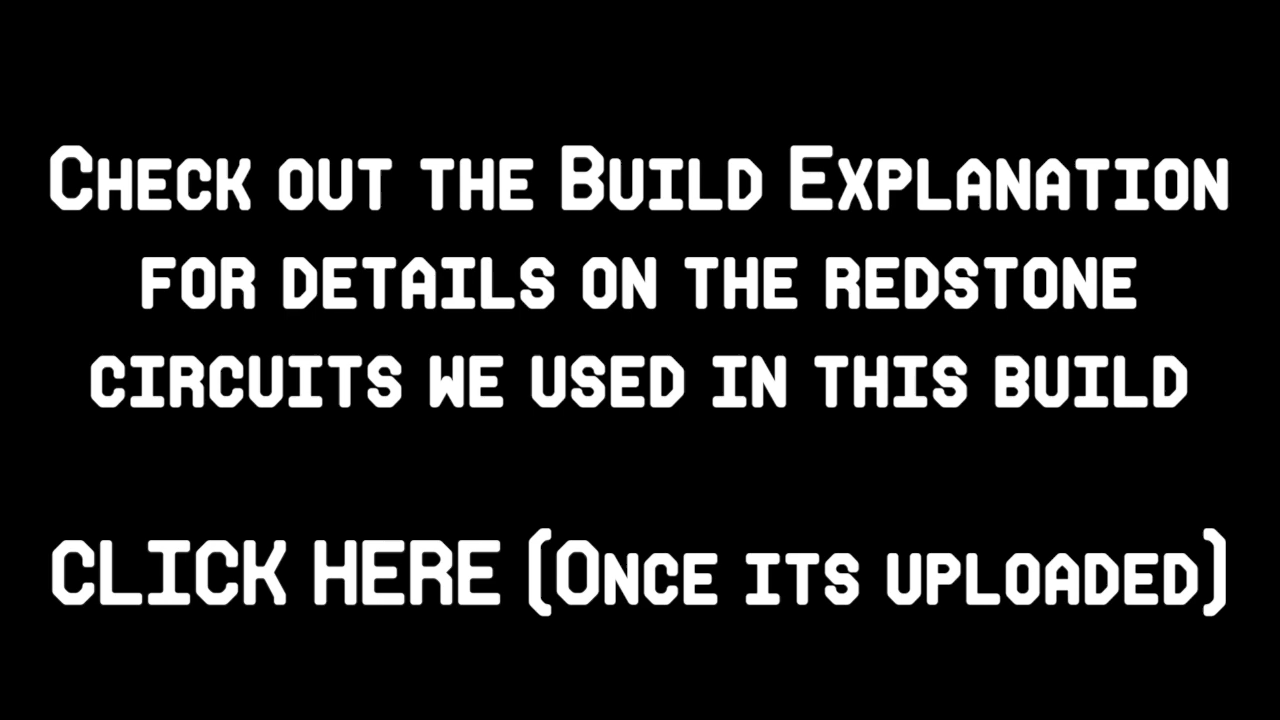 Check out the Build Explanation
for details on the redstone
circuits we used in this build
CLICK HERE (Once its uploaded)